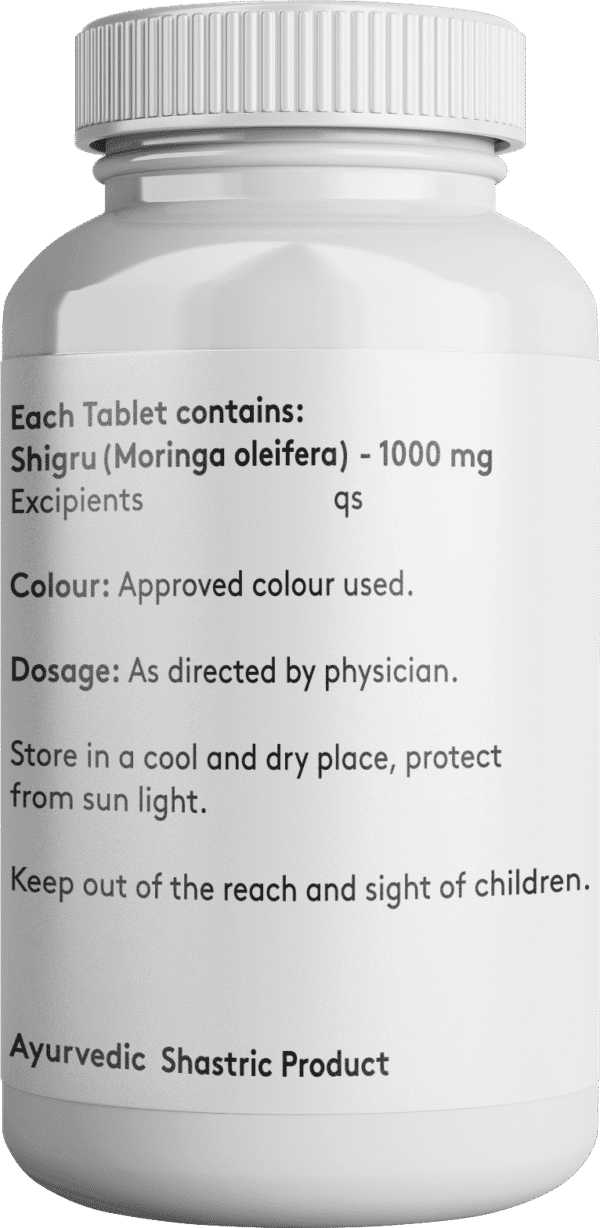 Each Tablet contains:
Shigru (Moringa oleifera) - 1000 mg
Excipients qs
Colour: Approved colour used.
Dosage: As directed by physician.
Store in a cool and dry place, protect
from sun light.
Keep out of the reach and sight of children.
Ayurvedic Shastric Product